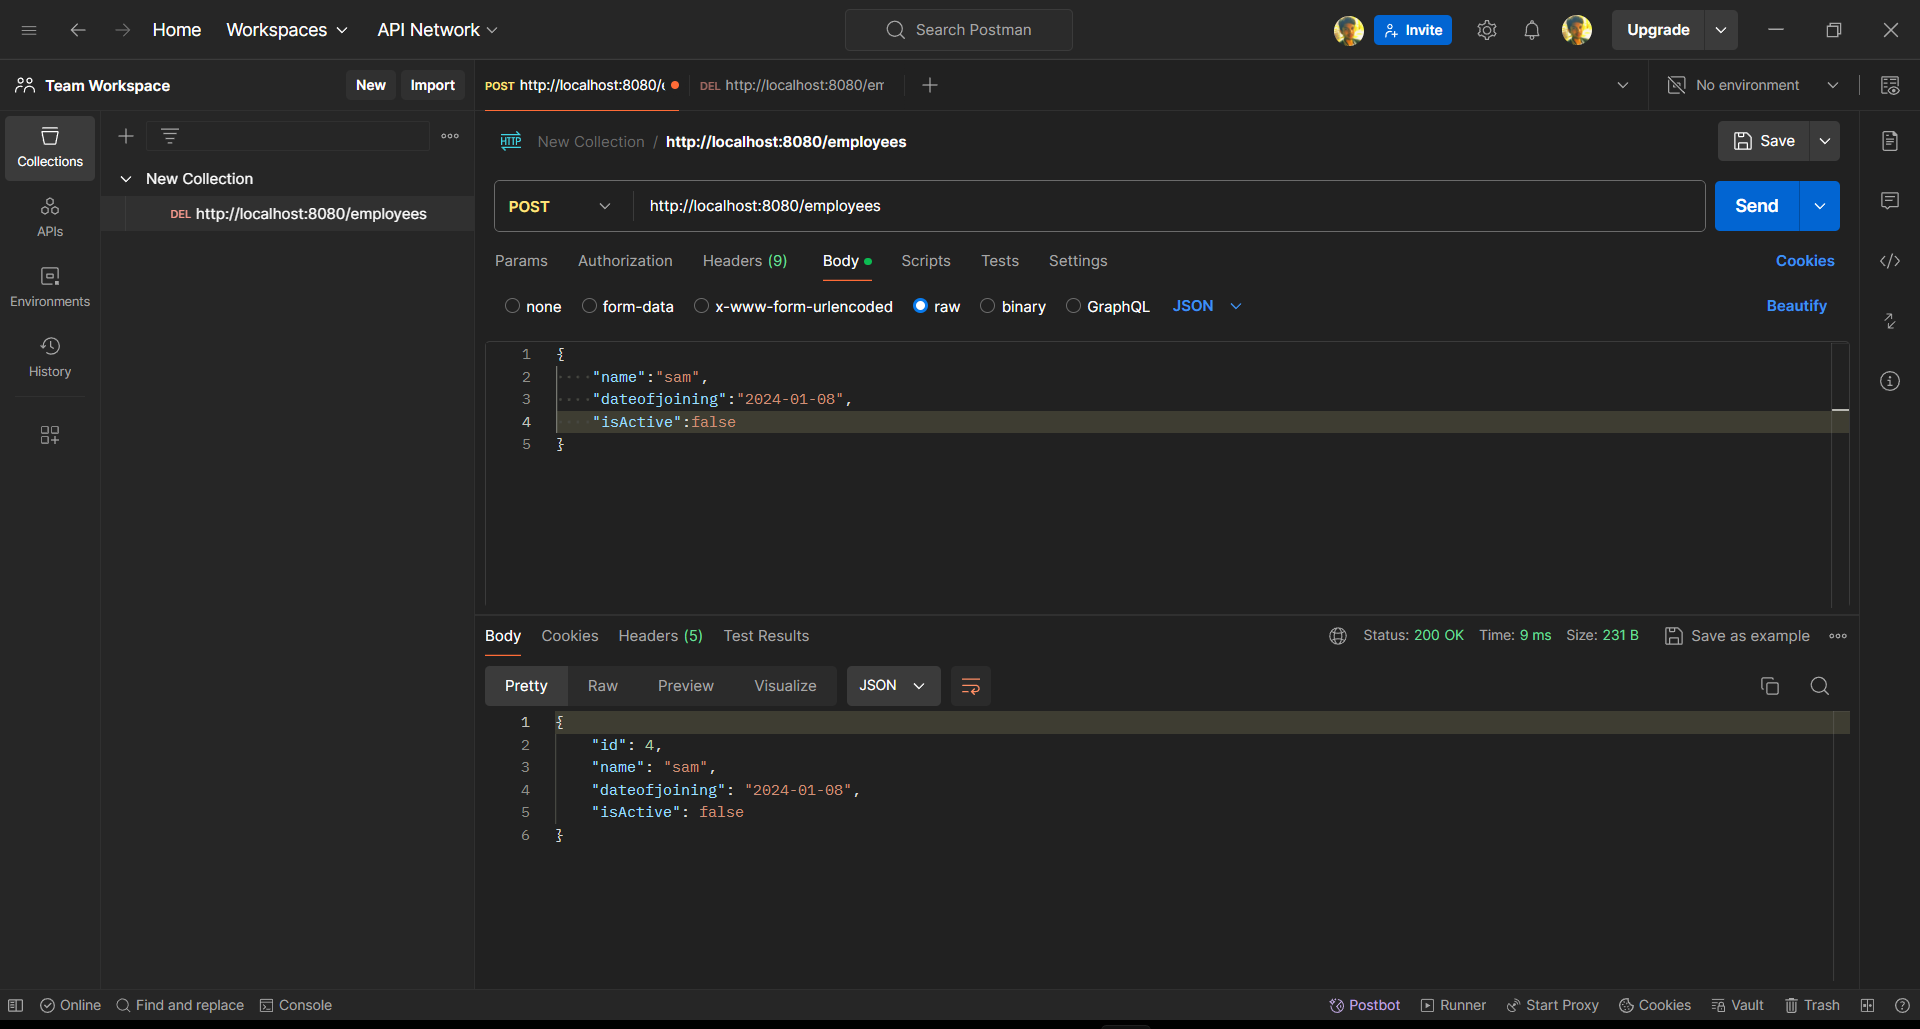 Home Workspaces API Network Search Postman Invite Upgrade
Team Workspace New Import POST http://localhost:8080/e DEL http://localhost:8080/em No environment
Collections
APIs
Environments
History
New Collection
DEL http://localhost:8080/employees
HTTP New Collection / http://localhost:8080/employees Save
POST http://localhost:8080/employees Send
Params Authorization Headers (9) Body Scripts Tests Settings Cookies
none form-data x-www-form-urlencoded raw binary GraphQL JSON Beautify
1 {
2 "name":"sam",
3 "dateofjoining":"2024-01-08",
4 "isActive":false
5 }
Body Cookies Headers (5) Test Results Status: 200 OK Time: 9 ms Size: 231 B Save as example
Pretty Raw Preview Visualize JSON
1 {
2 "id": 4,
3 "name": "sam",
4 "dateofjoining": "2024-01-08",
5 "isActive": false
6 }
Online Find and replace Console Postbot Runner Start Proxy Cookies Vault Trash